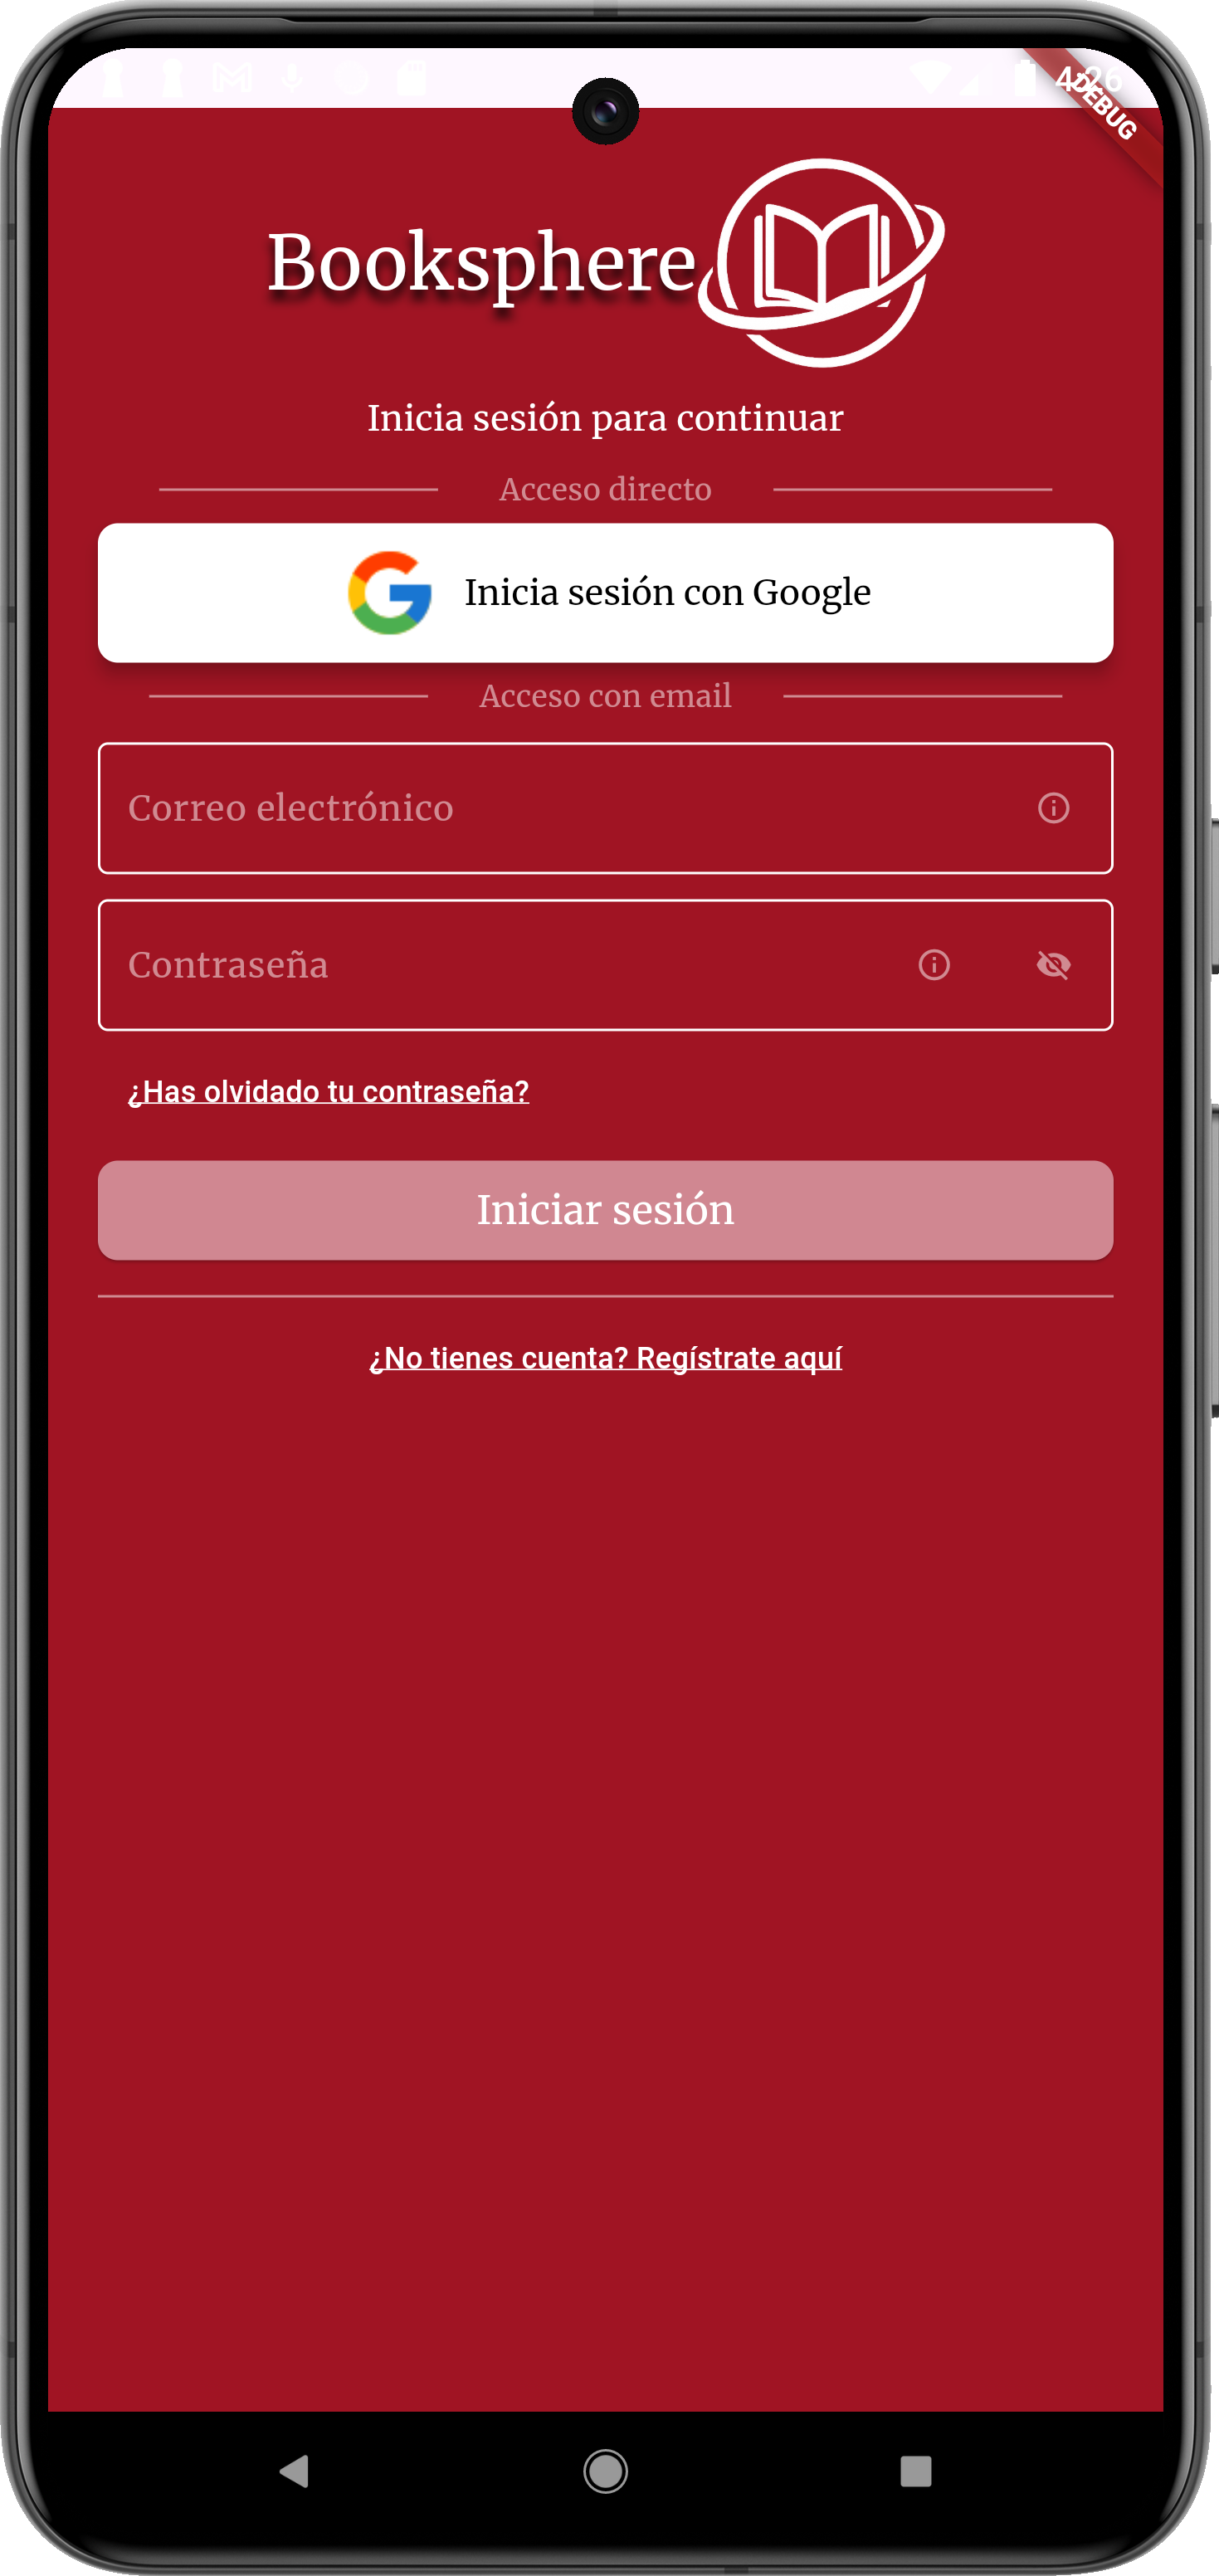 4:26
DEBUG
Booksphere
Inicia sesión para continuar
Acceso directo
Inicia sesión con Google
Acceso con email
Correo electrónico
Contraseña
¿Has olvidado tu contraseña?
Iniciar sesión
¿No tienes cuenta? Regístrate aquí